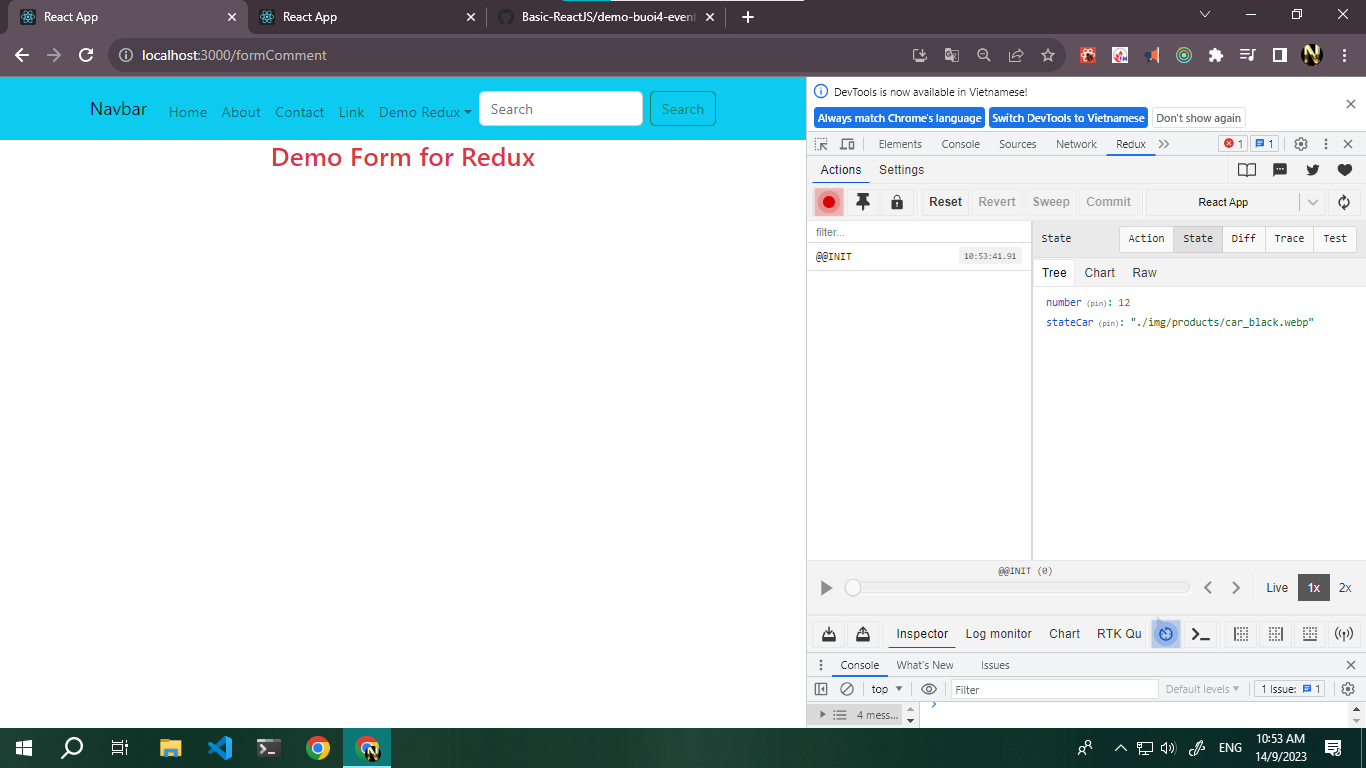 React App
React App
Basic-ReactJS/demo-buoi4-event
localhost:3000/formComment
Navbar
Home
About
Contact
Link
Demo Redux
Search
Search
Demo Form for Redux
DevTools is now available in Vietnamese!
Always match Chrome's language
Switch DevTools to Vietnamese
Don't show again
Elements
Console
Sources
Network
Redux
1
1
Actions
Settings
Reset
Revert
Sweep
Commit
React App
filter...
@@INIT
10:53:41.91
State
Action
State
Diff
Trace
Test
Tree
Chart
Raw
number (pin): 12
stateCar (pin): "./img/products/car_black.webp"
@@INIT (0)
Live
1x
2x
Inspector
Log monitor
Chart
RTK Qu
Console
What's New
Issues
top
Filter
Default levels
1 Issue:
1
4 mess...
ENG
10:53 AM
14/9/2023